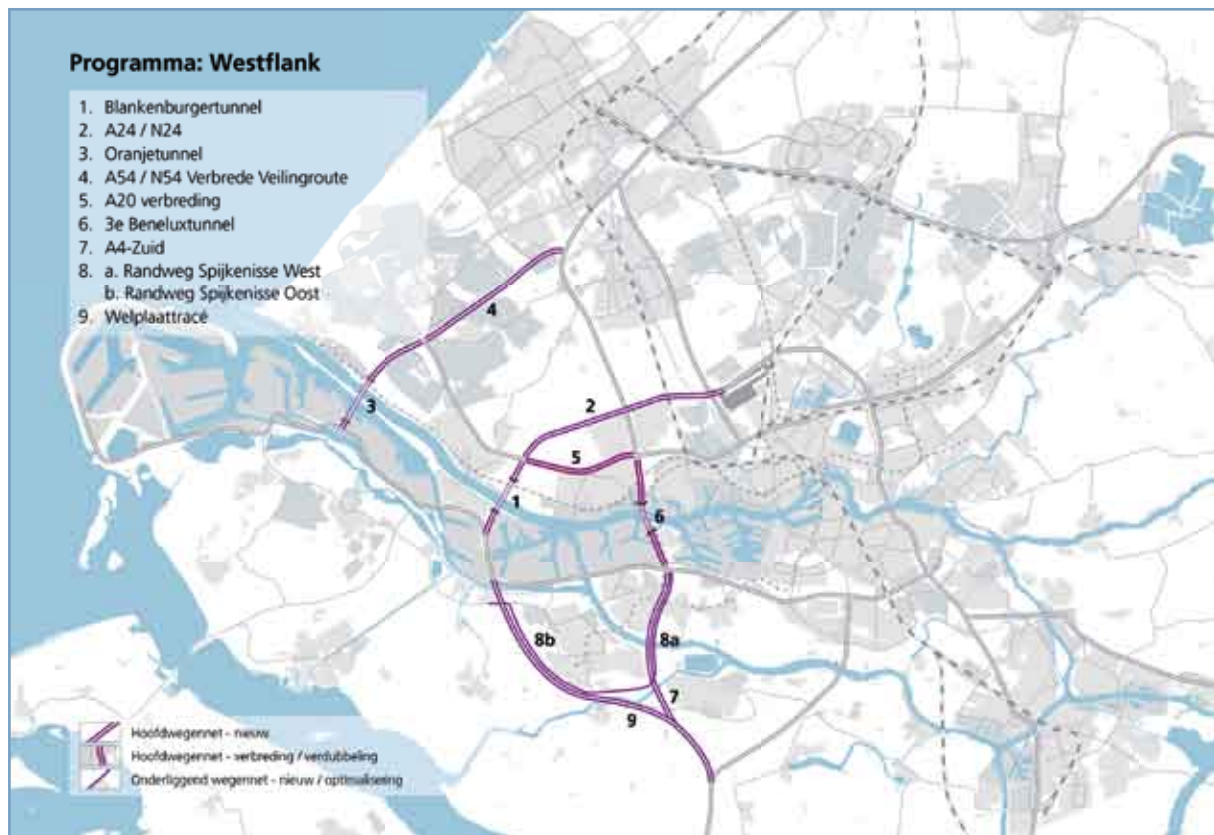 Programma: Westflank
1. Blankenburgertunnel
2. A24 / N24
3. Oranjetunnel
4. A54 / N54 Verbrede Veilingroute
5. A20 verbreding
6. 3e Beneluxtunnel
7. A4-Zuid
8. a. Randweg Spijkenisse West
b. Randweg Spijkenisse Oost
9. Welplaattracé
4
3
2
5
1
6
8b
8a
7
9
Hoofdwegennet - nieuw
Hoofdwegennet - verbreding / verdubbeling
Onderliggend wegennet - nieuw / optimalisering